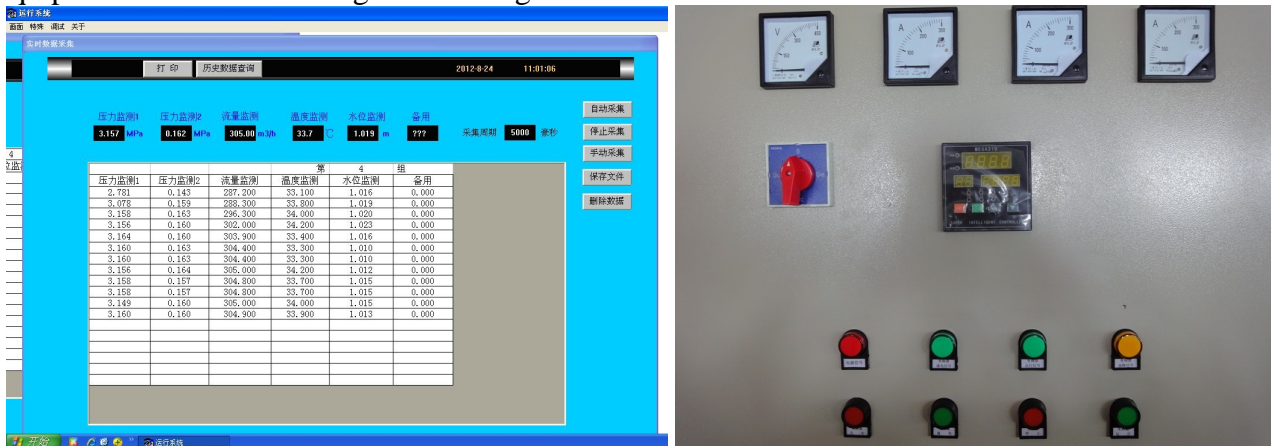 运行系统
画面 特殊 调试 关于
实时数据采集
打 印 历史数据查询 2012-8-24 11:01:06
压力监测1 压力监测2 流量监测 温度监测 水位监测 备用
3.157 MPa 0.162 MPa 305.00 m3/h 33.7 ℃ 1.019 m ??? 采集周期 5000 毫秒
自动采集
停止采集
手动采集
保存文件
删除数据
第 4 组
压力监测1 压力监测2 流量监测 温度监测 水位监测 备用
2.781 0.143 287.200 33.100 1.016 0.000
3.078 0.159 288.300 33.800 1.019 0.000
3.158 0.163 296.300 34.000 1.020 0.000
3.156 0.160 302.000 34.200 1.023 0.000
3.164 0.160 303.900 33.400 1.016 0.000
3.160 0.163 304.400 33.300 1.010 0.000
3.160 0.163 304.400 33.300 1.010 0.000
3.156 0.164 305.000 34.200 1.012 0.000
3.158 0.157 304.800 33.700 1.015 0.000
3.158 0.157 304.800 33.700 1.015 0.000
3.149 0.160 305.000 34.000 1.015 0.000
3.160 0.160 304.900 33.900 1.013 0.000
开始 运行系统
V
A
A
A